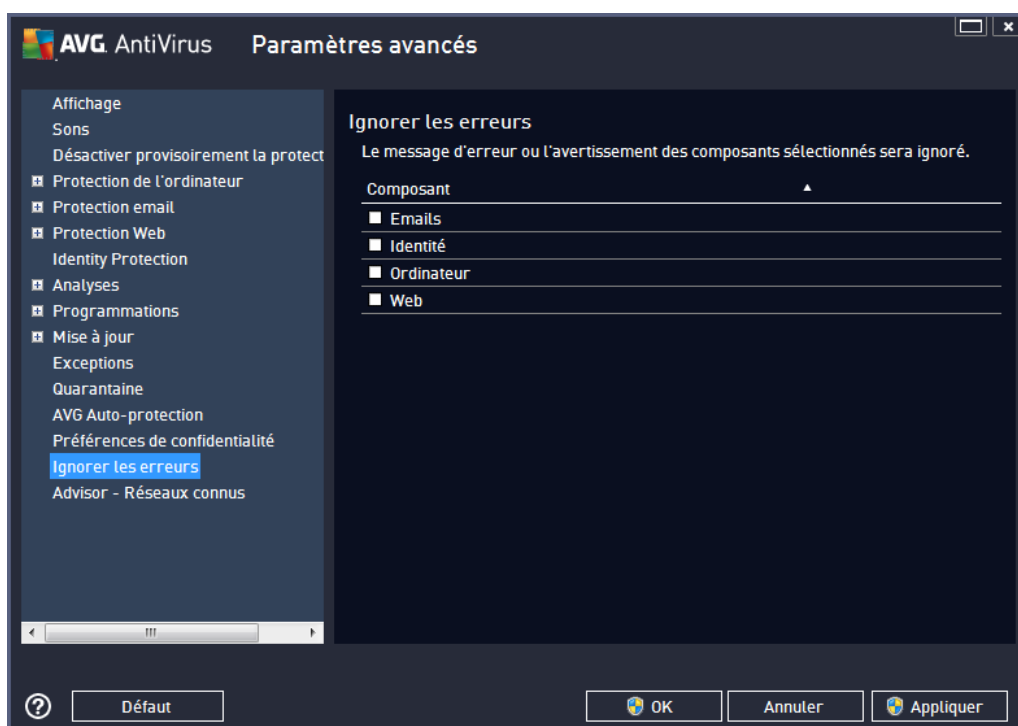 AVG. AntiVirus Paramètres avancés
Affichage
Sons
Désactiver provisoirement la protect
Protection de l'ordinateur
Protection email
Protection Web
Identity Protection
Analyses
Programmations
Mise à jour
Exceptions
Quarantaine
AVG Auto-protection
Préférences de confidentialité
Ignorer les erreurs
Advisor - Réseaux connus
Ignorer les erreurs
Le message d'erreur ou l'avertissement des composants sélectionnés sera ignoré.
Composant
Emails
Identité
Ordinateur
Web
Défaut
OK
Annuler
Appliquer